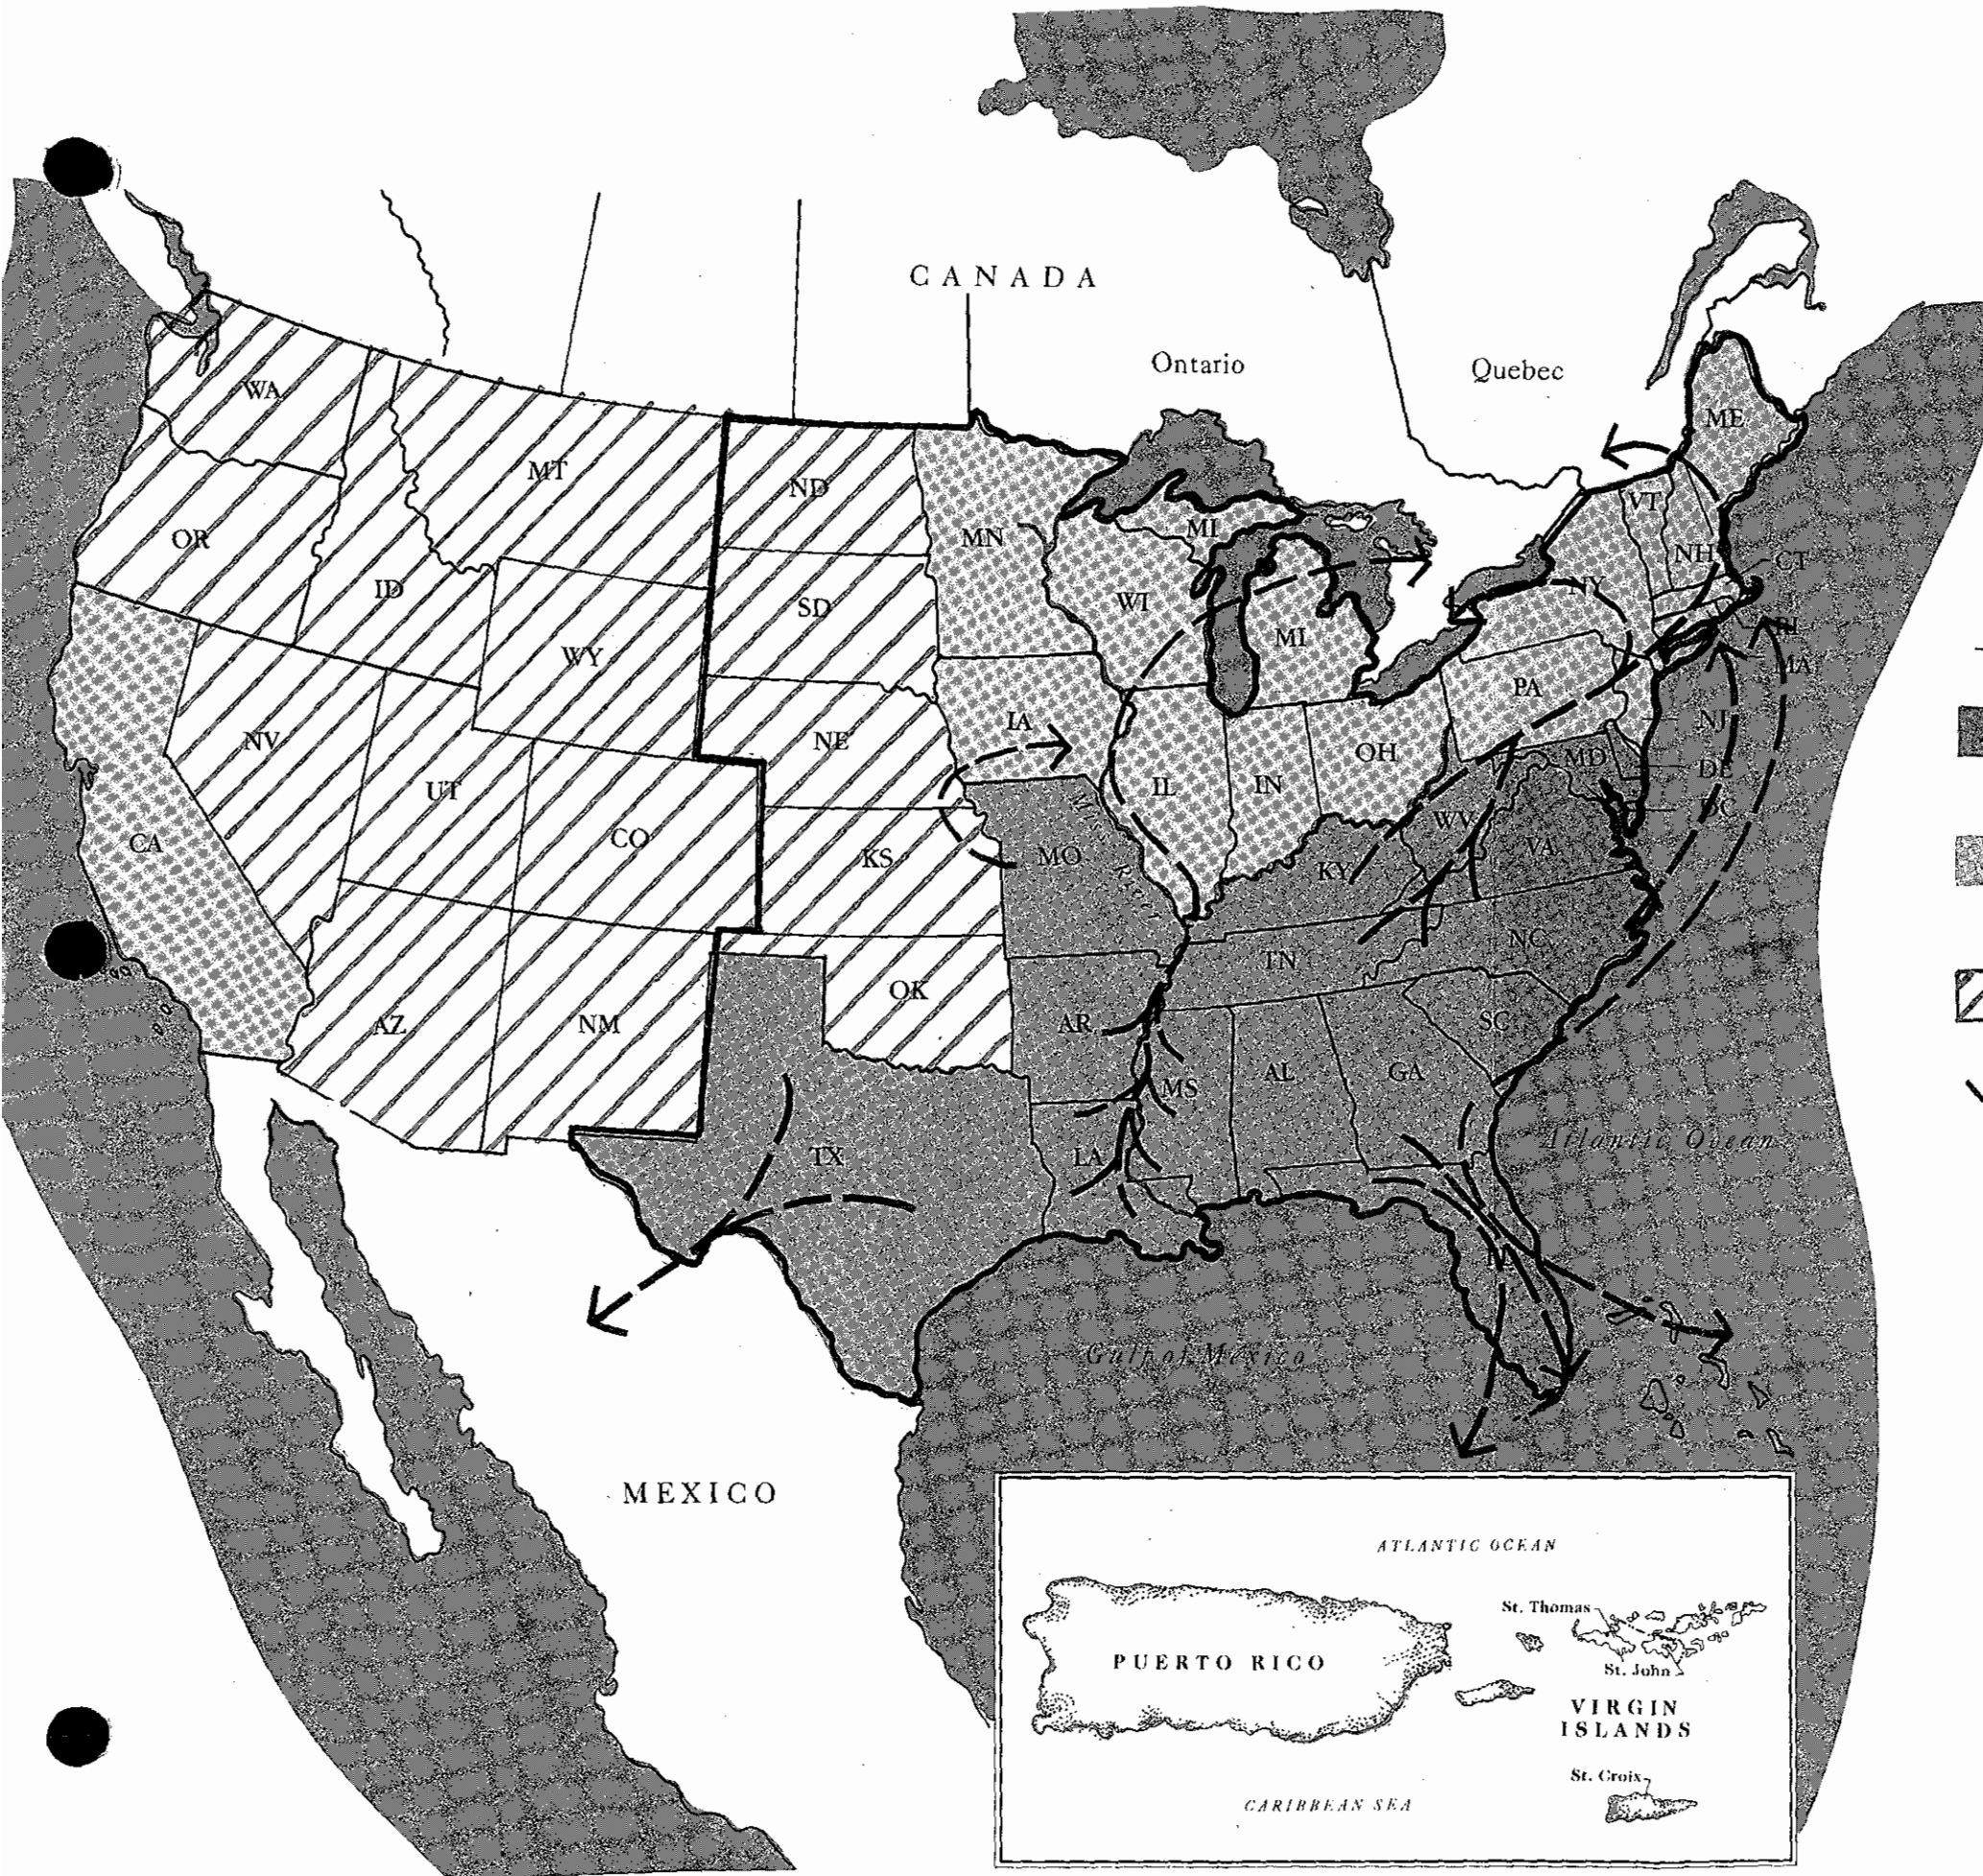 CANADA
Ontario
Quebec
ME
WA
MT
ND
VT
MN
MI
OR
NH
CT
ID
SD
WI
NY
MI
RI
WY
MA
PA
IA
NJ
NV
NE
OH
MD
DE
UT
IL
IN
DC
CO
CA
KS
MO
Miss. River
KY
WV
VA
NC
TN
OK
AZ
NM
AR
SC
MS
AL
GA
Atlantic Ocean
TX
LA
Gulf of Mexico
MEXICO
ATLANTIC OCEAN
St. Thomas
PUERTO RICO
St. John
VIRGIN
ISLANDS
St. Croix
CARIBBEAN SEA